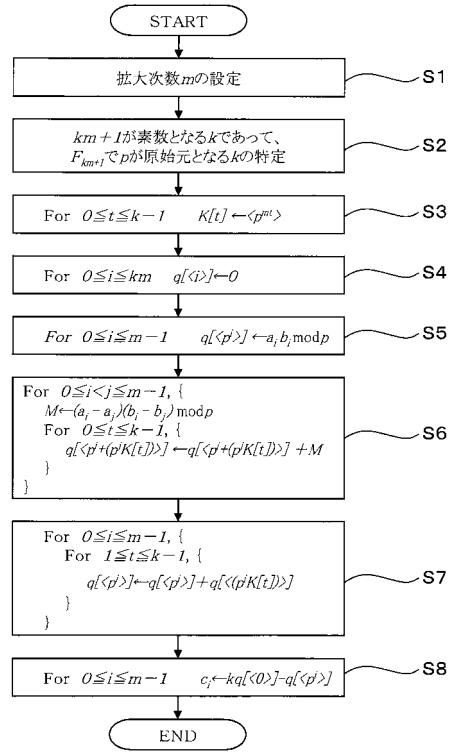 START
拡大次数mの設定
S1
km+1が素数となるkであって、
F_{km+1}でpが原始元となるkの特定
S2
For 0≦t≦k−1 K[t]←<p^{mt}>
S3
For 0≦i≦km q[<i>]←0
S4
For 0≦i≦m−1 q[<p^i>]←a_i b_i mod p
S5
For 0≦i<j≦m−1, {
M←(a_i−a_j)(b_i−b_j) mod p
For 0≦t≦k−1, {
q[<p^i+(p^j K[t])>]←q[<p^i+(p^j K[t])>]+M
}
}
S6
For 0≦i≦m−1, {
For 1≦t≦k−1, {
q[<p^i>]←q[<p^i>]+q[<(p^i K[t])>]
}
}
S7
For 0≦i≦m−1 c_i←kq[<0>]-q[<p^i>]
S8
END